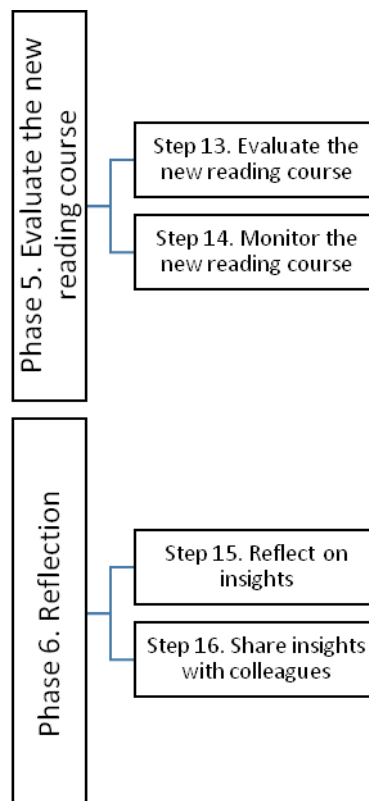 Phase 5. Evaluate the new
reading course
Step 13. Evaluate the
new reading course
Step 14. Monitor the
new reading course
Phase 6. Reflection
Step 15. Reflect on
insights
Step 16. Share insights
with colleagues